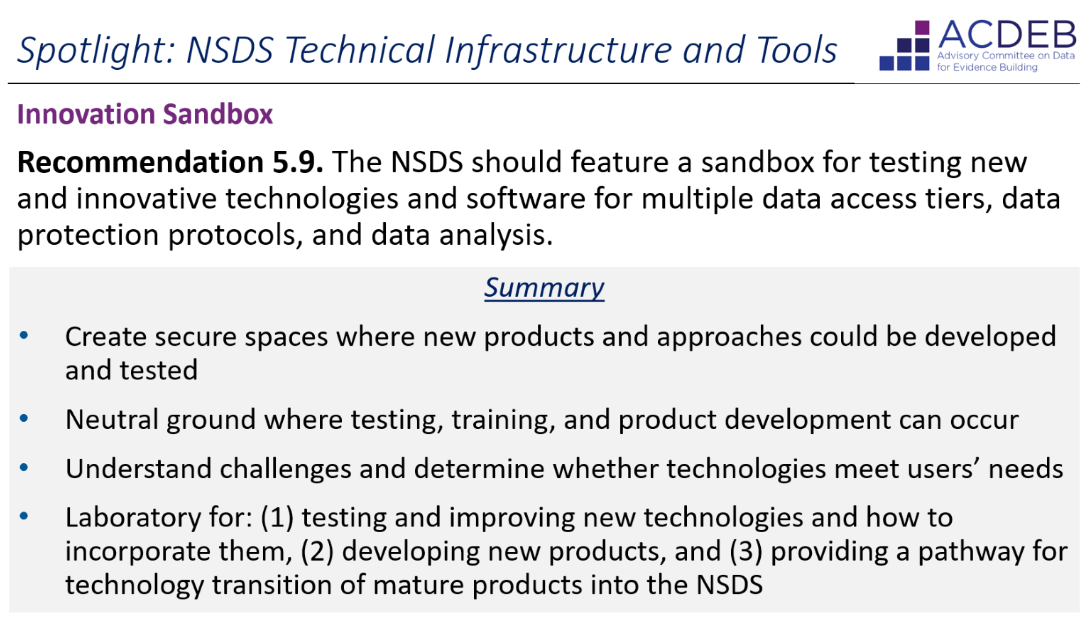 Spotlight: NSDS Technical Infrastructure and Tools
ACDEB
Advisory Committee on Data
for Evidence Building
Innovation Sandbox
Recommendation 5.9. The NSDS should feature a sandbox for testing new
and innovative technologies and software for multiple data access tiers, data
protection protocols, and data analysis.
Summary
• Create secure spaces where new products and approaches could be developed
and tested
• Neutral ground where testing, training, and product development can occur
• Understand challenges and determine whether technologies meet users’ needs
• Laboratory for: (1) testing and improving new technologies and how to
incorporate them, (2) developing new products, and (3) providing a pathway for
technology transition of mature products into the NSDS